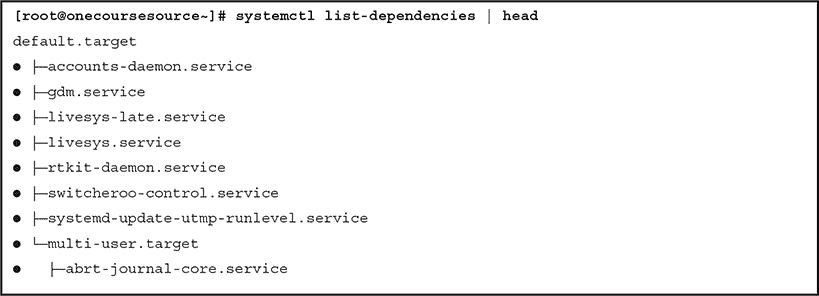 [root@onecoursesource~]# systemctl list-dependencies | head
default.target
● ├─accounts-daemon.service
● ├─gdm.service
● ├─livesys-late.service
● ├─livesys.service
● ├─rtkit-daemon.service
● ├─switcheroo-control.service
● ├─systemd-update-utmp-runlevel.service
● └─multi-user.target
●   ├─abrt-journal-core.service